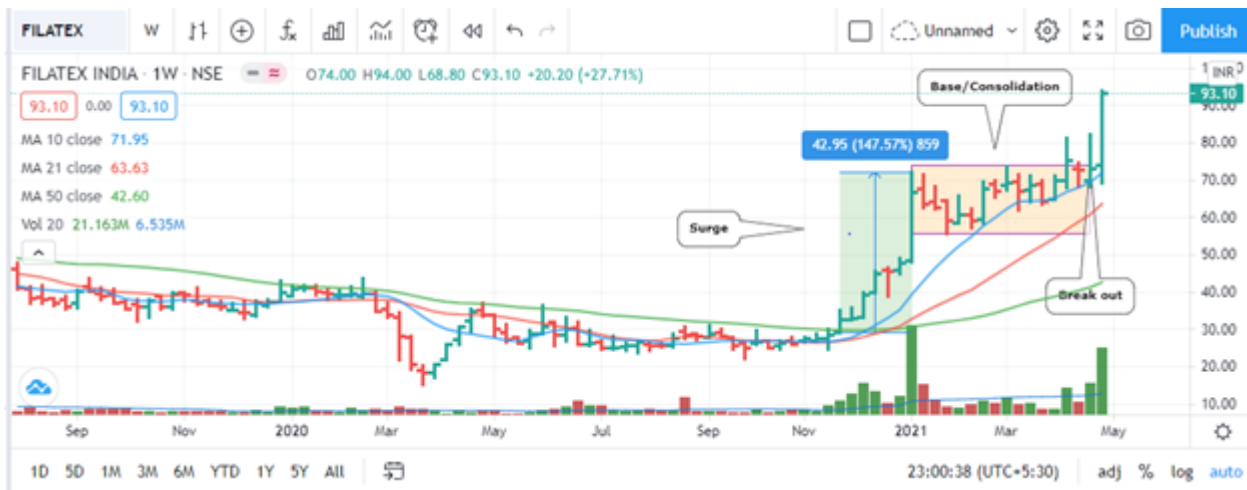 FILATEX W Unnamed Publish
FILATEX INDIA · 1W · NSE O74.00 H94.00 L68.80 C93.10 +20.20 (+27.71%)
INR
93.10 0.00 93.10
93.10
90.00
MA 10 close 71.95
MA 21 close 63.63
MA 50 close 42.60
Vol 20 21.163M 6.535M
Base/Consolidation
42.95 (147.57%) 859
Surge
Break out
80.00
70.00
60.00
50.00
40.00
30.00
20.00
10.00
Sep Nov 2020 Mar May Jul Sep Nov 2021 Mar May
1D 5D 1M 3M 6M YTD 1Y 5Y All 23:00:38 (UTC+5:30) adj % log auto